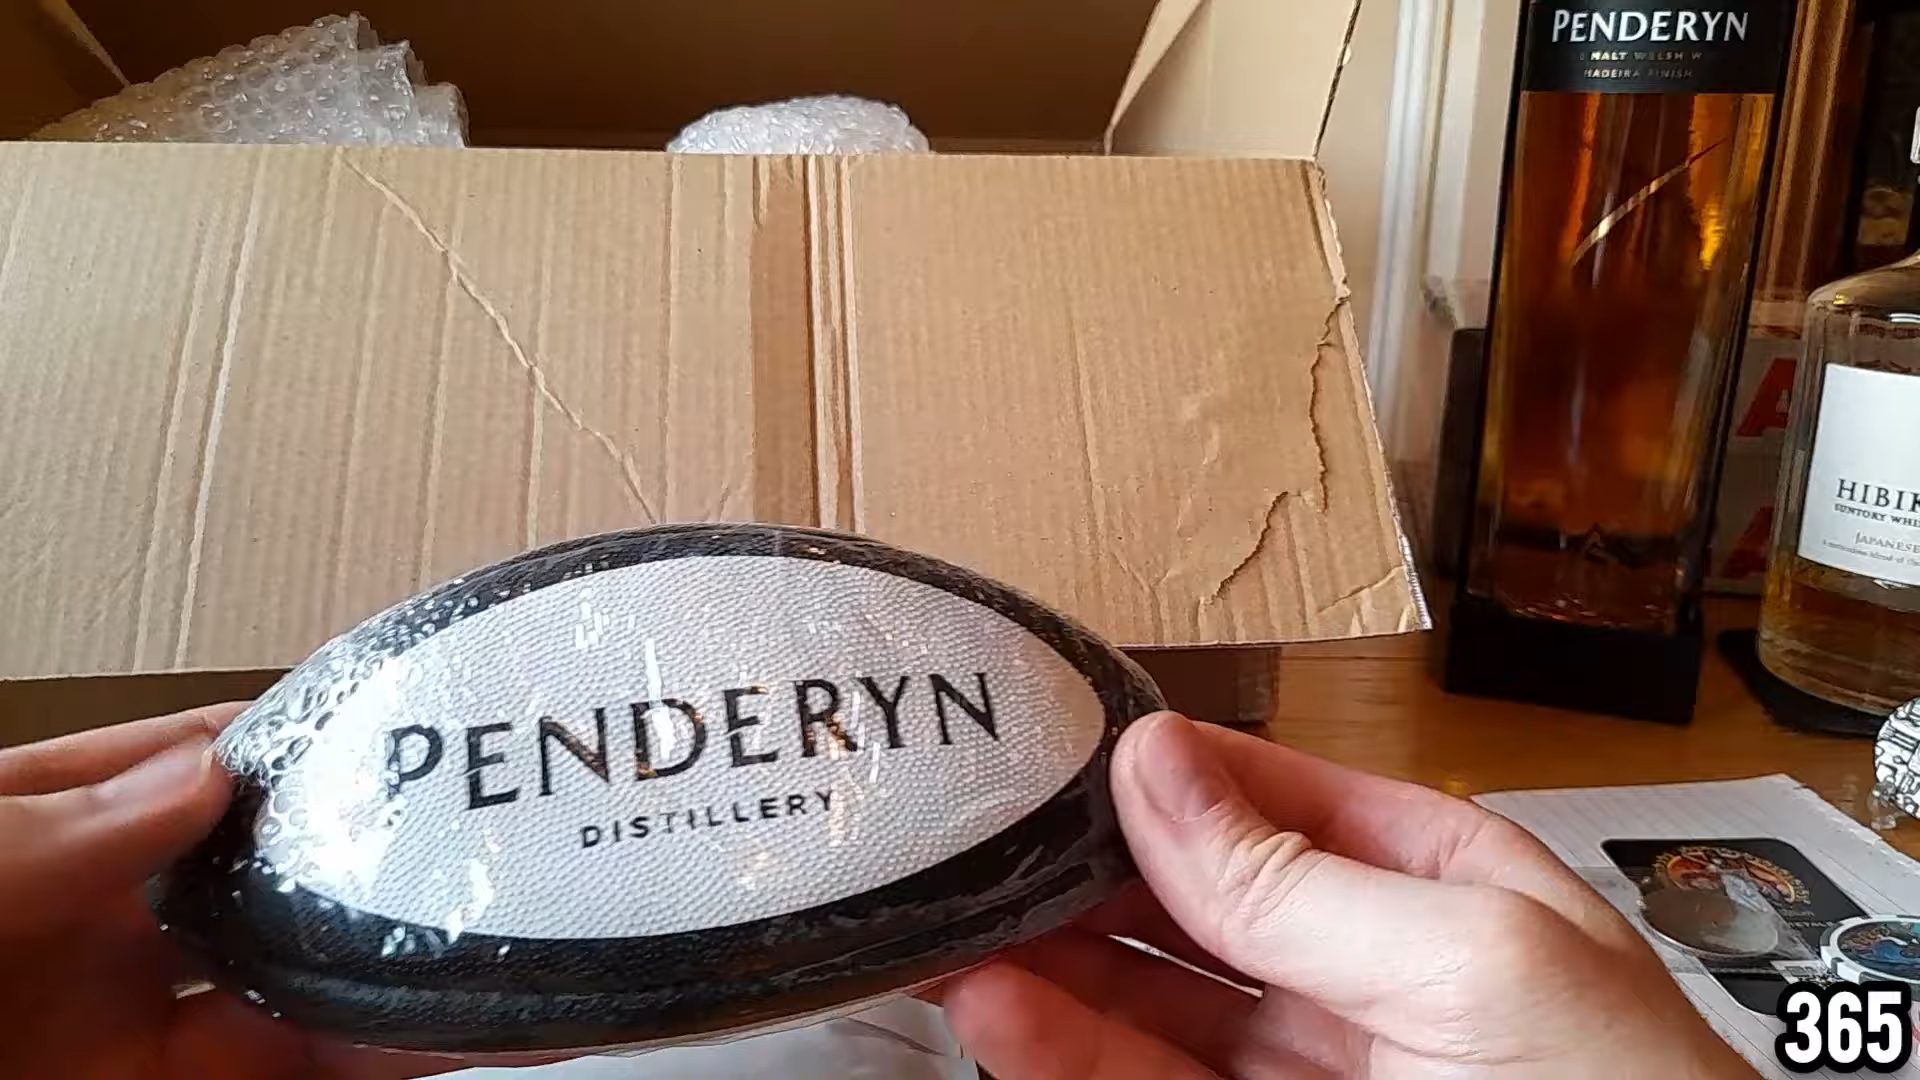 PENDERYN
MALT WELSH W
MADEIRA FINISH
HIBIK
SUNTORY WHI
JAPANESE
PENDERYN
DISTILLERY
365